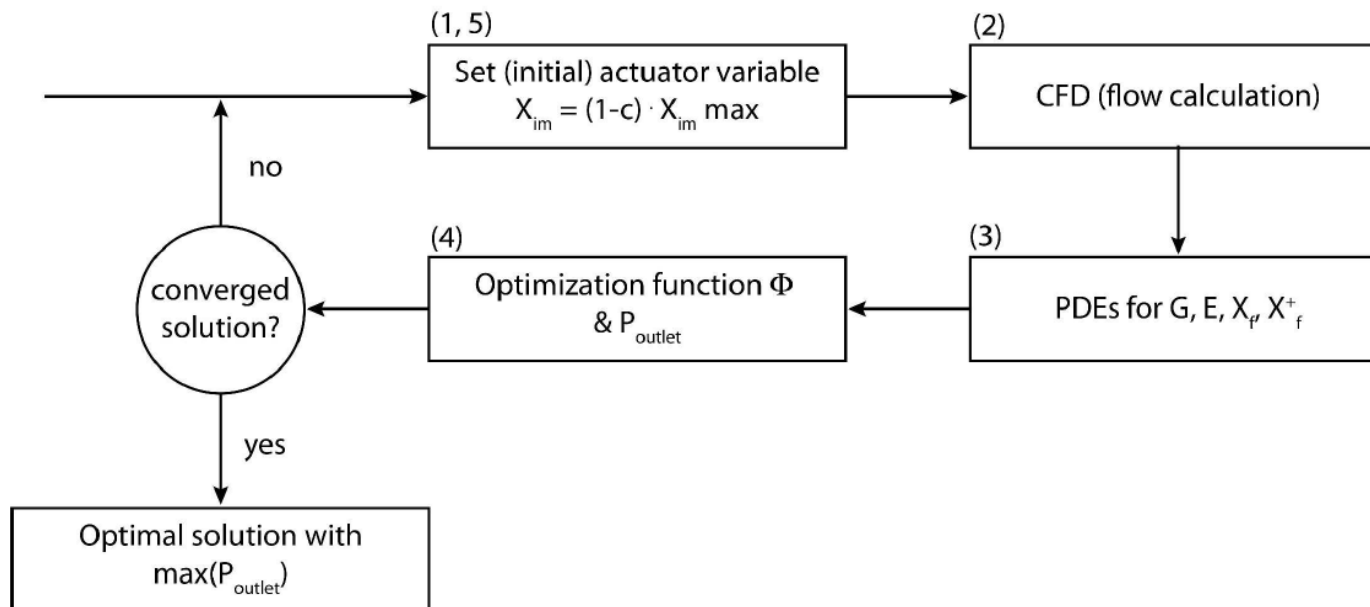 (1, 5)
Set (initial) actuator variable
X_im = (1-c) · X_im max
(2)
CFD (flow calculation)
no
(4)
Optimization function Φ
& P_outlet
(3)
PDEs for G, E, X_f, X^+_f
converged
solution?
yes
Optimal solution with
max(P_outlet)